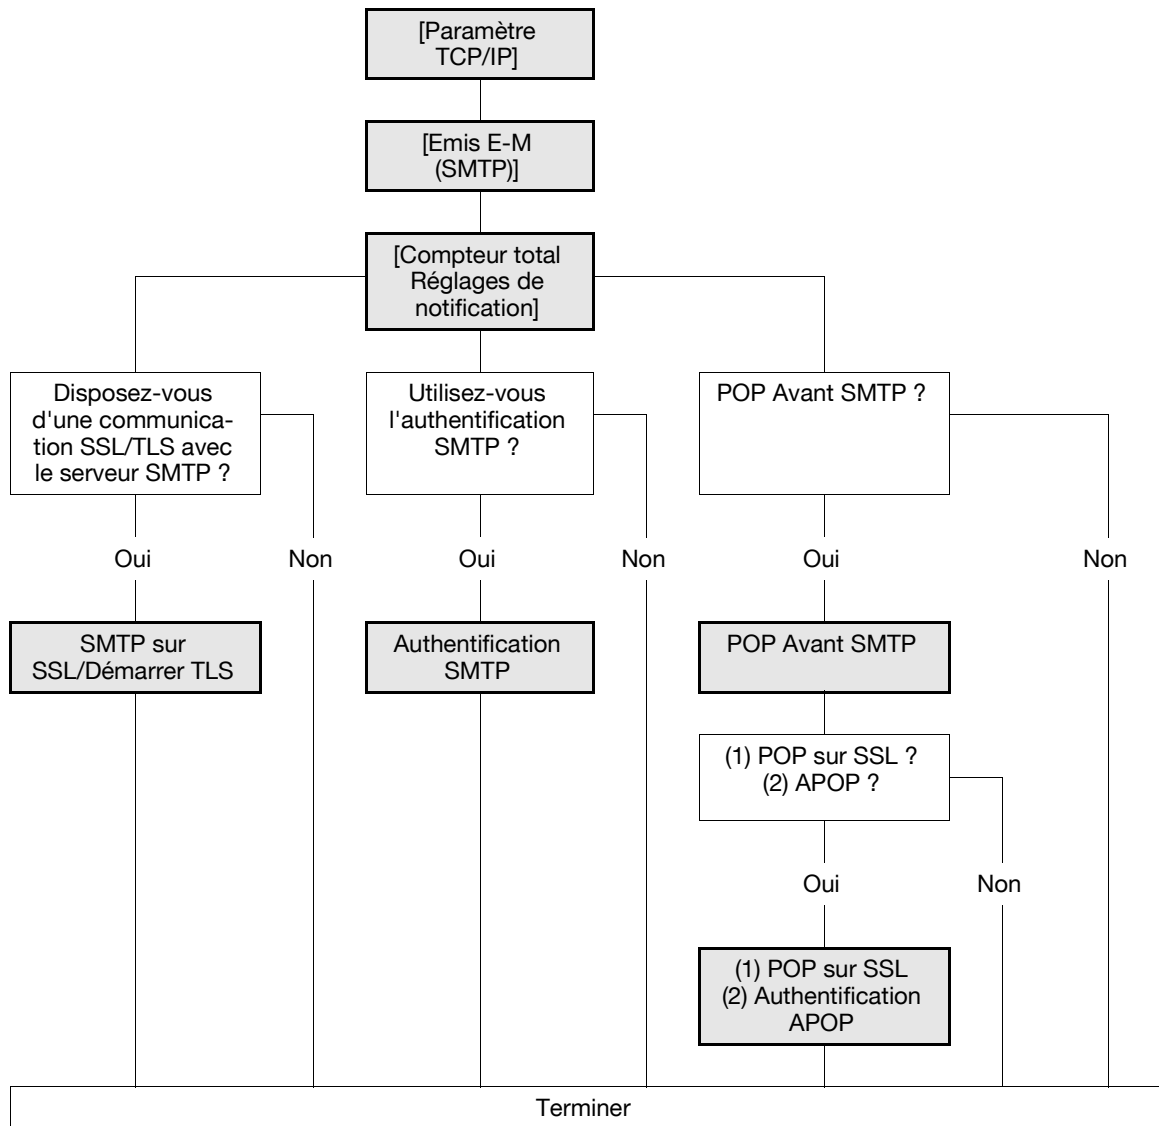 [Paramètre
TCP/IP]
[Emis E-M
(SMTP)]
[Compteur total
Réglages de
notification]
Disposez-vous
d'une communica-
tion SSL/TLS avec
le serveur SMTP ?
Utilisez-vous
l'authentification
SMTP ?
POP Avant SMTP ?
Oui
Non
Oui
Non
Oui
Non
SMTP sur
SSL/Démarrer TLS
Authentification
SMTP
POP Avant SMTP
(1) POP sur SSL ?
(2) APOP ?
Oui
Non
(1) POP sur SSL
(2) Authentification
APOP
Terminer